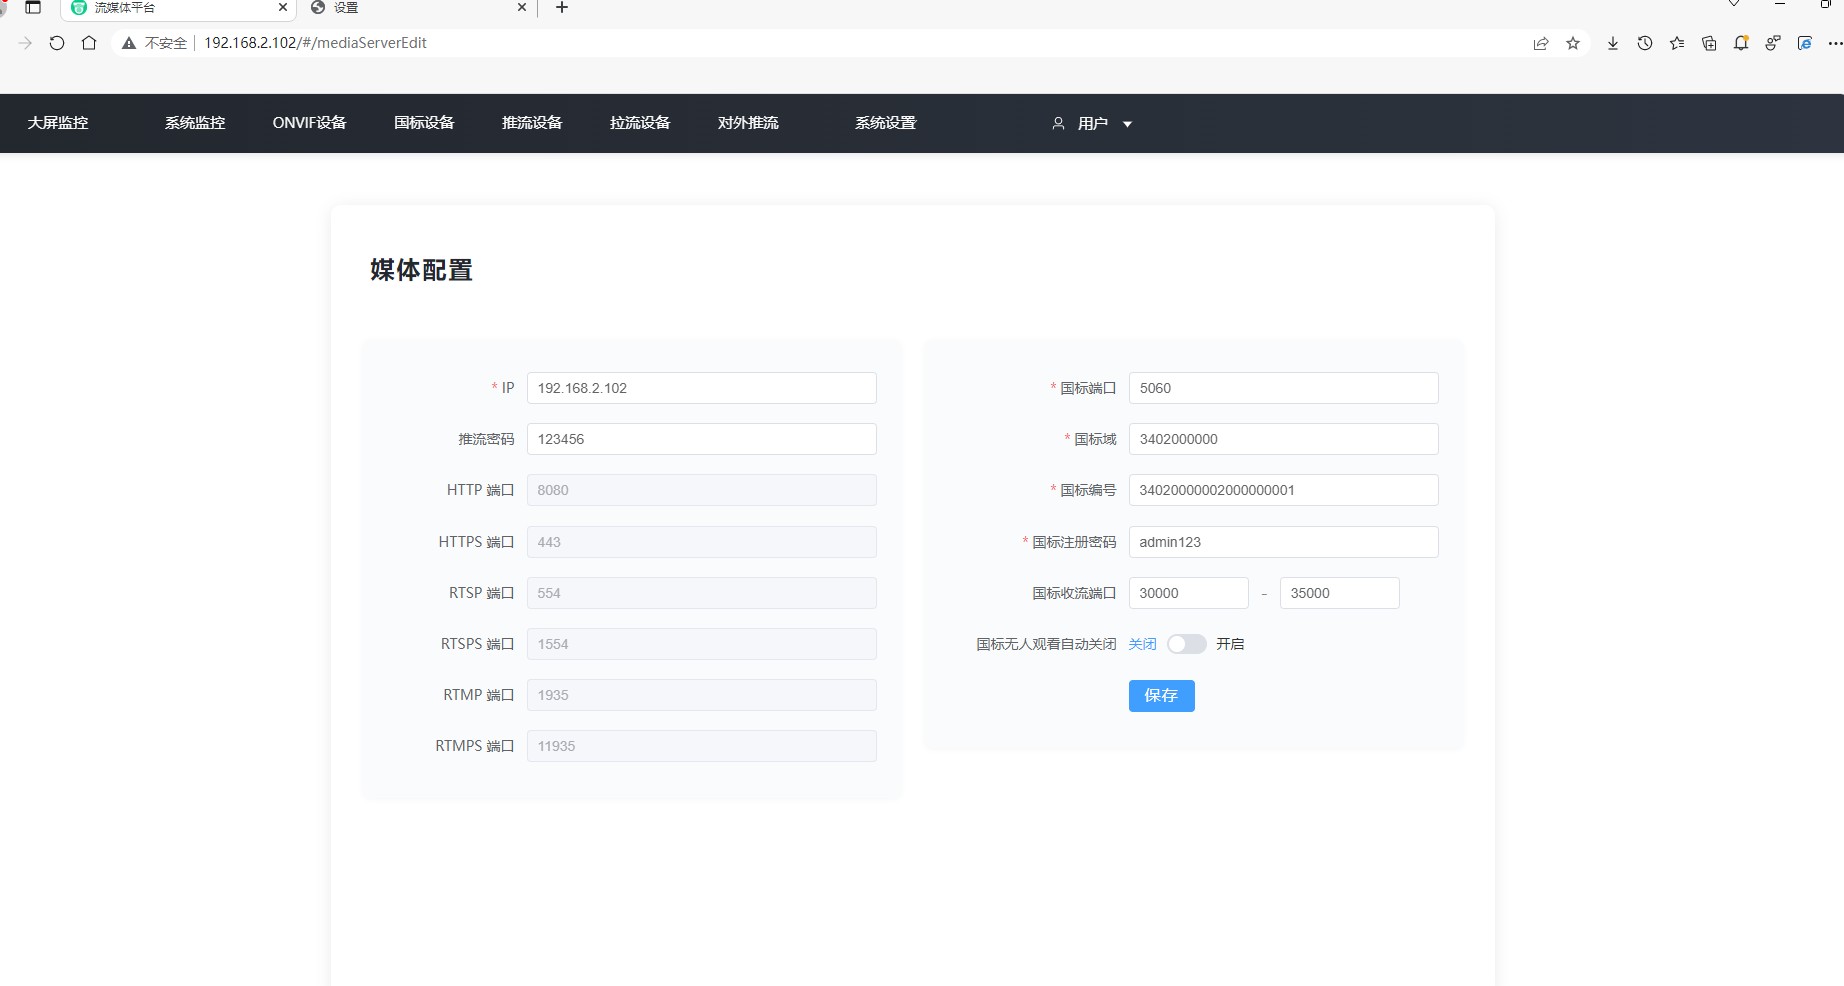 流媒体平台
设置
不安全 192.168.2.102/#/mediaServerEdit
大屏监控 系统监控 ONVIF设备 国标设备 推流设备 拉流设备 对外推流 系统设置 用户
媒体配置
* IP 192.168.2.102
推流密码 123456
HTTP 端口 8080
HTTPS 端口 443
RTSP 端口 554
RTSPS 端口 1554
RTMP 端口 1935
RTMPS 端口 11935
* 国标端口 5060
* 国标域 3402000000
* 国标编号 34020000002000000001
* 国标注册密码 admin123
国标收流端口 30000 - 35000
国标无人观看自动关闭 关闭 开启
保存